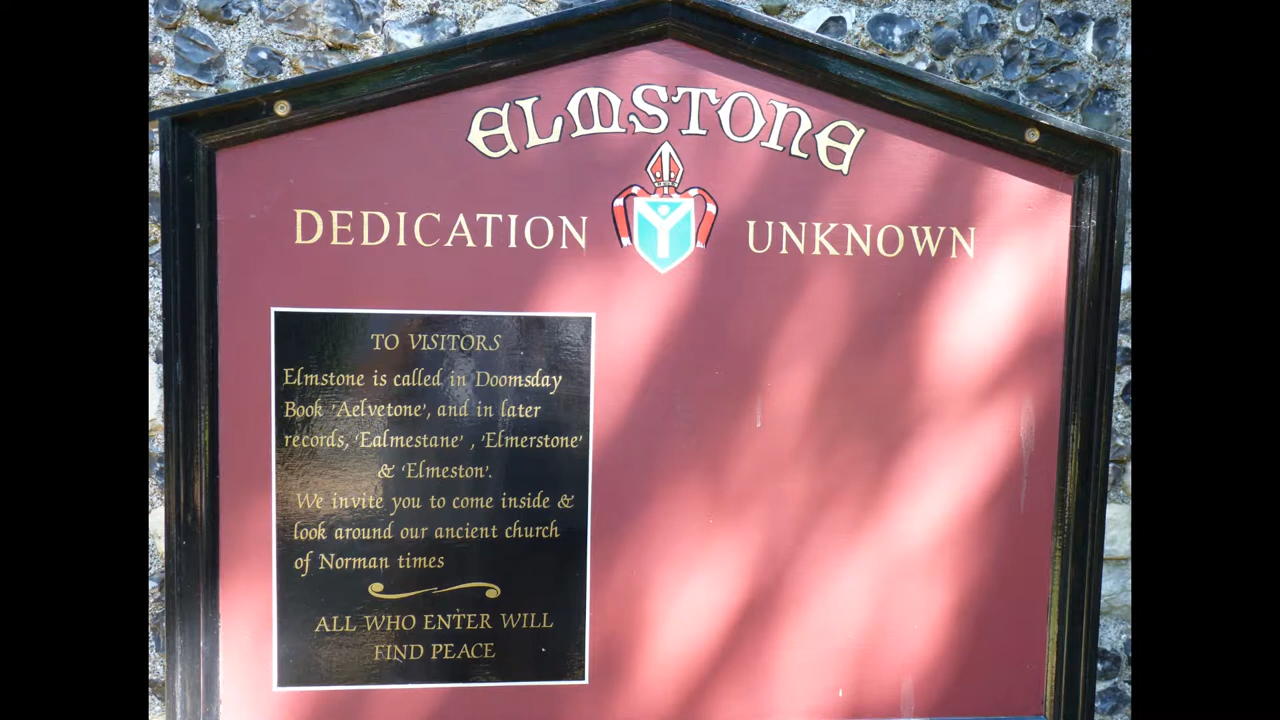 ELMSTONE
DEDICATION UNKNOWN
TO VISITORS
Elmstone is called in Doomsday
Book 'Aelvetone', and in later
records, 'Ealmestane' , 'Elmerstone'
& 'Elmeston'.
We invite you to come inside &
look around our ancient church
of Norman times
ALL WHO ENTER WILL
FIND PEACE